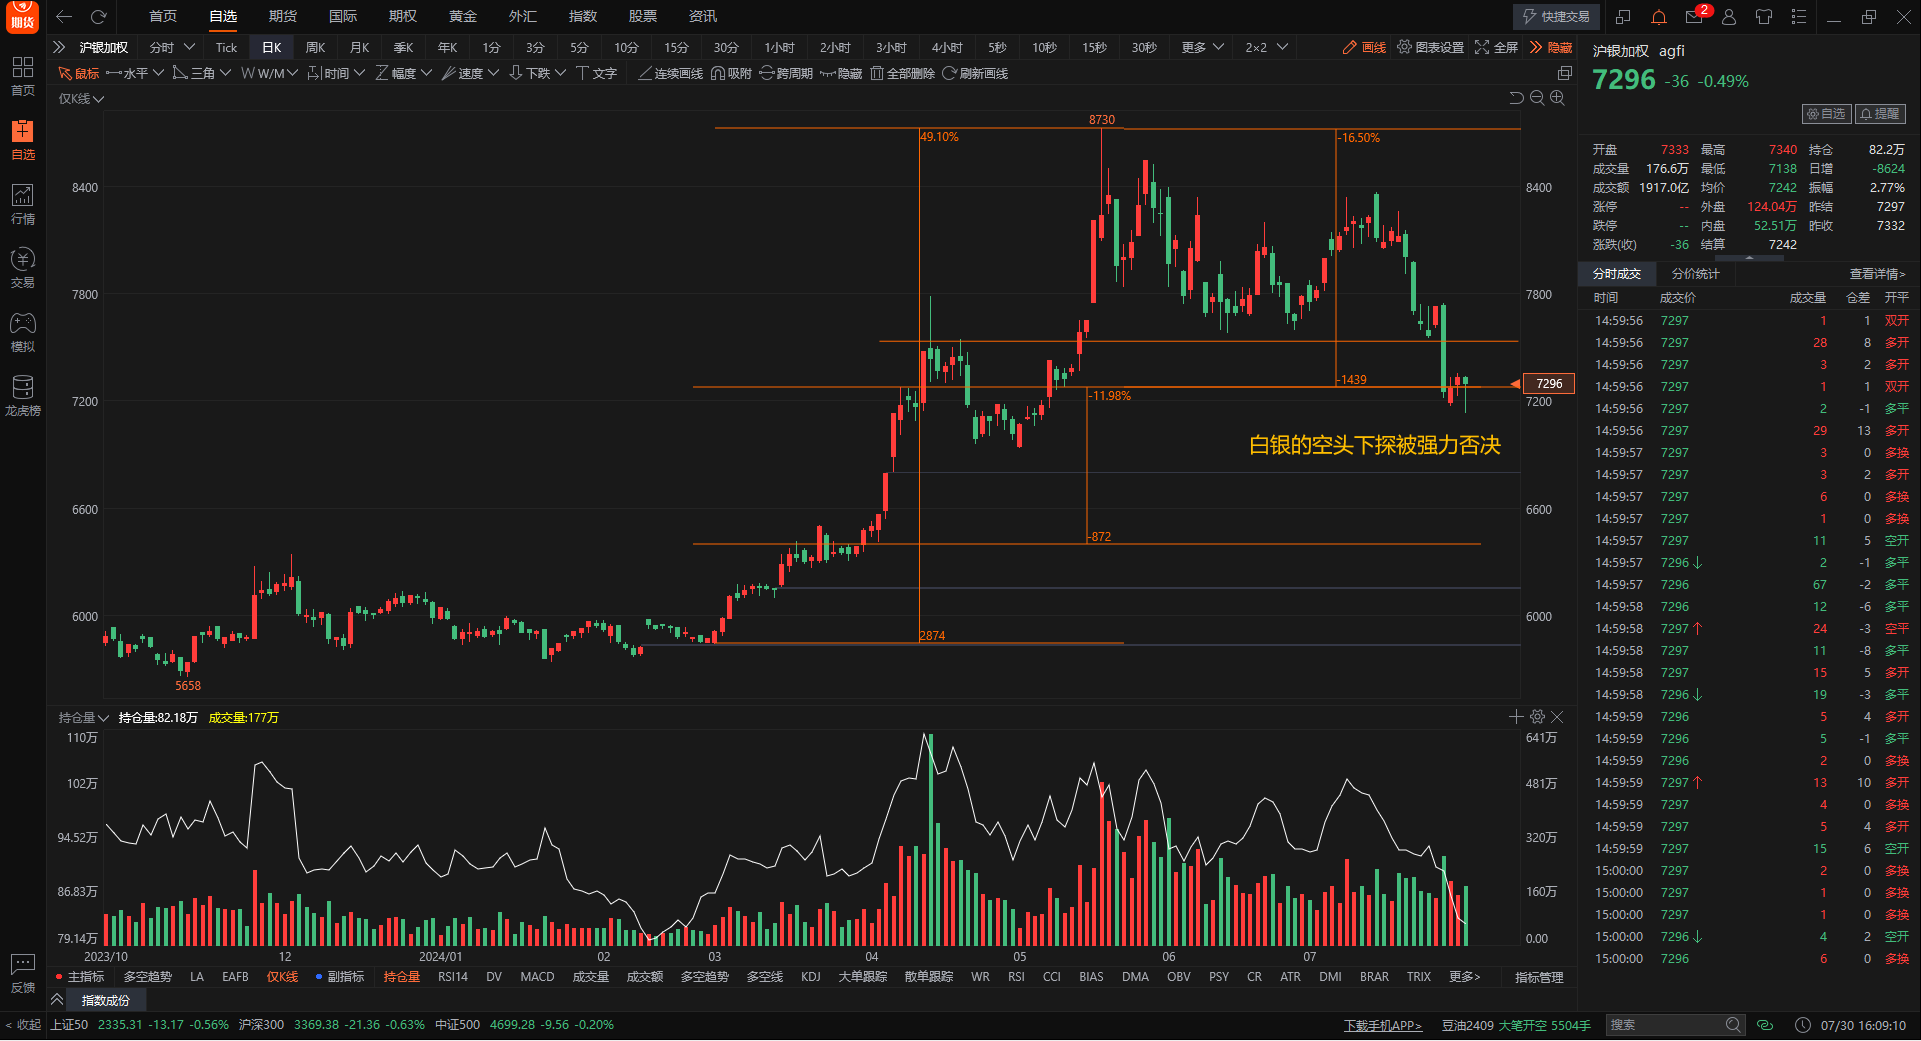 期货 首页 自选 期货 国际 期权 黄金 外汇 指数 股票 资讯 快捷交易 2
沪银加权 分时 Tick 日K 周K 月K 季K 年K 1分 3分 5分 10分 15分 30分 1小时 2小时 3小时 4小时 5秒 10秒 15秒 30秒 更多 2×2 画线 图表设置 全屏 隐藏
鼠标 水平 三角 W/M 时间 幅度 速度 下跌 文字 连续画线 吸附 跨周期 隐藏 全部删除 刷新画线
仅K线
首页
自选
行情
交易
模拟
龙虎榜
反馈
< 收起
8730
49.10%
-16.50%
8400 8400
7800 7800
-1439
7296
-11.98%
7200 7200
白银的空头下探被强力否决
6600 6600
-872
6000 6000
2874
5658
持仓量 持仓量:82.18万 成交量:177万
110万 641万
102万 481万
94.52万 320万
86.83万 160万
79.14万 0.00
2023/10 12 2024/01 02 03 04 05 06 07
主指标 多空趋势 LA EAFB 仅K线 副指标 持仓量 RSI14 DV MACD 成交量 成交额 多空趋势 多空线 KDJ 大单跟踪 散单跟踪 WR RSI CCI BIAS DMA OBV PSY CR ATR DMI BRAR TRIX 更多> 指标管理
指数成份
上证50 2335.31 -13.17 -0.56% 沪深300 3369.38 -21.36 -0.63% 中证500 4699.28 -9.56 -0.20% 下载手机APP> 豆油2409 大笔开空 5504手 搜索 07/30 16:09:10
沪银加权 agfi
7296 -36 -0.49%
自选 提醒
开盘 7333 最高 7340 持仓 82.2万
成交量 176.6万 最低 7138 日增 -8624
成交额 1917.0亿 均价 7242 振幅 2.77%
涨停 -- 外盘 124.04万 昨结 7297
跌停 -- 内盘 52.51万 昨收 7332
涨跌(收) -36 结算 7242
分时成交 分价统计 查看详情>
时间 成交价 成交量 仓差 开平
14:59:56 7297 1 1 双开
14:59:56 7297 28 8 多开
14:59:56 7297 3 2 多开
14:59:56 7297 1 1 双开
14:59:56 7297 2 -1 多平
14:59:56 7297 29 13 多开
14:59:57 7297 3 0 多换
14:59:57 7297 3 2 多开
14:59:57 7297 6 0 多换
14:59:57 7297 1 0 多换
14:59:57 7297 11 5 空开
14:59:57 7296↓ 2 -1 多平
14:59:57 7296 67 -2 多平
14:59:58 7296 12 -6 多平
14:59:58 7297↑ 24 -3 空平
14:59:58 7297 11 -8 多平
14:59:58 7297 15 5 多开
14:59:58 7296↓ 19 -3 多平
14:59:59 7296 5 4 多开
14:59:59 7296 5 -1 多平
14:59:59 7296 2 0 多换
14:59:59 7297↑ 13 10 多开
14:59:59 7297 4 0 多换
14:59:59 7297 5 4 多开
14:59:59 7297 15 6 空开
15:00:00 7297 2 0 多换
15:00:00 7297 1 0 多换
15:00:00 7297 1 0 多换
15:00:00 7296↓ 4 2 空开
15:00:00 7296 6 0 多换